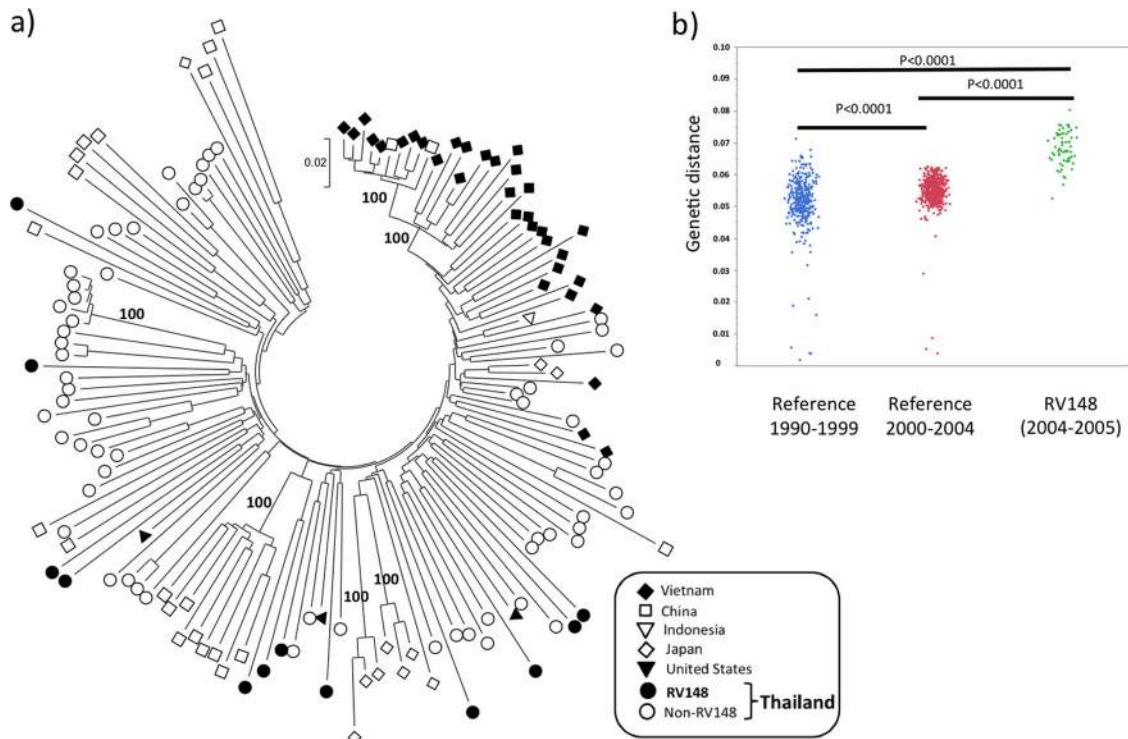 a)
0.02
100
100
100
100
100
100
Vietnam
China
Indonesia
Japan
United States
RV148
Non-RV148
Thailand
b)
P<0.0001
P<0.0001
P<0.0001
Genetic distance
0.10
0.09
0.08
0.07
0.06
0.05
0.04
0.03
0.02
0.01
0
Reference
1990-1999
Reference
2000-2004
RV148
(2004-2005)